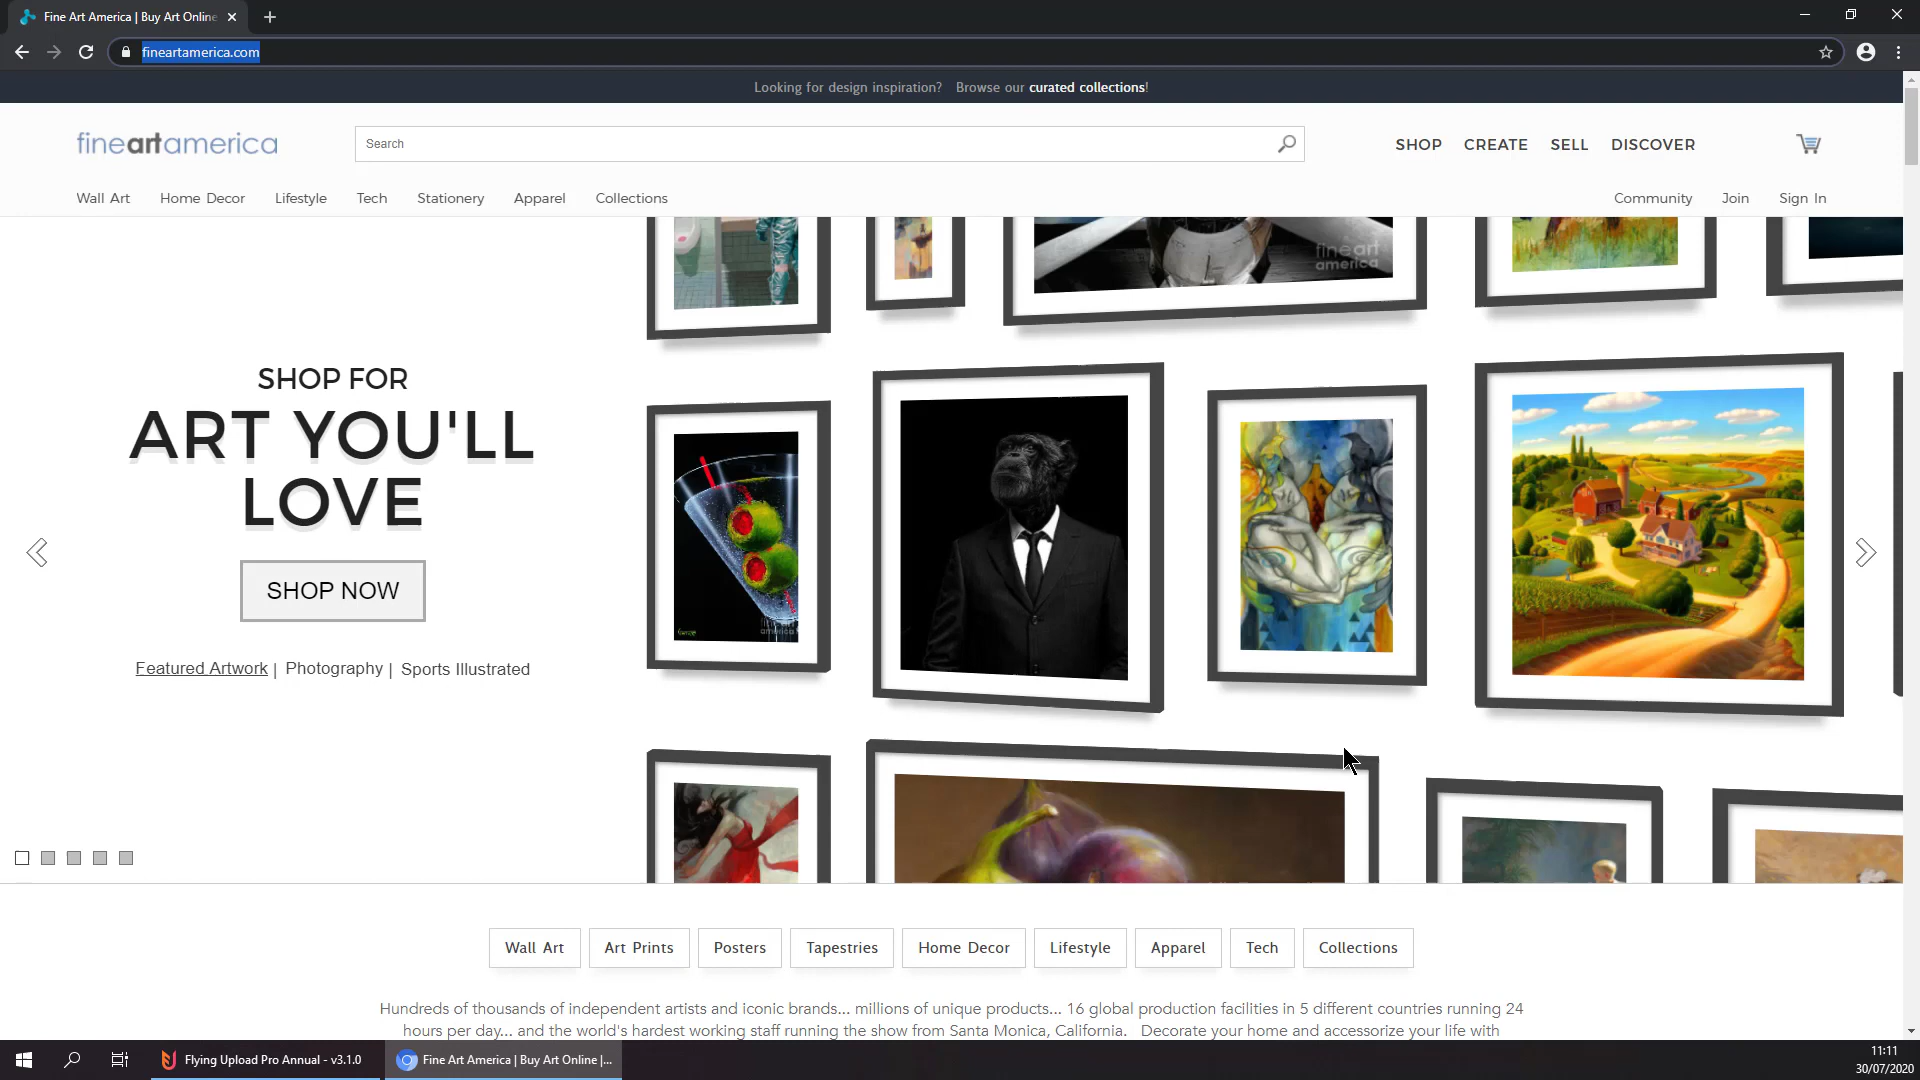 Fine Art America | Buy Art Online
fineartamerica.com
Looking for design inspiration? Browse our curated collections!
fineartamerica
Search
SHOP CREATE SELL DISCOVER
Wall Art Home Decor Lifestyle Tech Stationery Apparel Collections
Community Join Sign In
fineart
america
SHOP FOR
ART YOU'LL
LOVE
SHOP NOW
Featured Artwork | Photography | Sports Illustrated
Wall Art Art Prints Posters Tapestries Home Decor Lifestyle Apparel Tech Collections
Hundreds of thousands of independent artists and iconic brands... millions of unique products... 16 global production facilities in 5 different countries running 24
hours per day... and the world's hardest working staff running the show from Santa Monica, California. Decorate your home and accessorize your life with
Flying Upload Pro Annual - v3.1.0
Fine Art America | Buy Art Online |...
11:11
30/07/2020